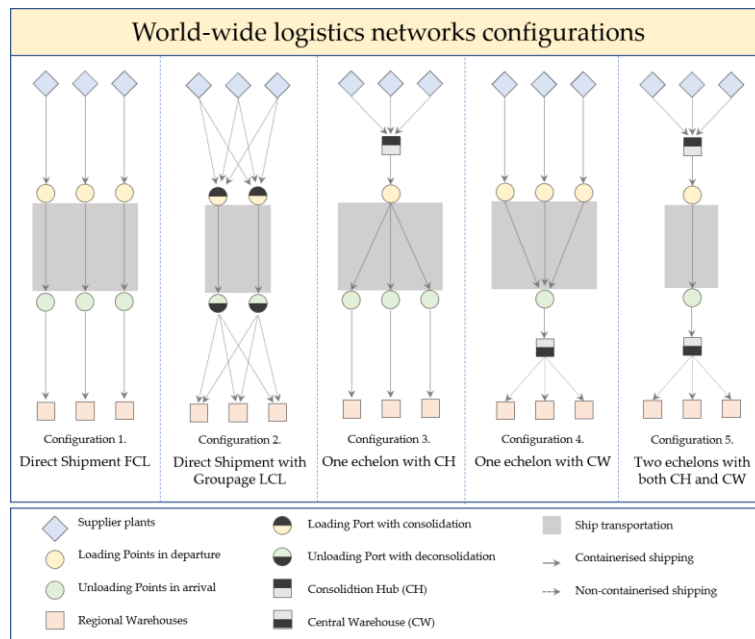 World-wide logistics networks configurations
Configuration 1.
Direct Shipment FCL
Configuration 2.
Direct Shipment with
Groupage LCL
Configuration 3.
One echelon with CH
Configuration 4.
One echelon with CW
Configuration 5.
Two echelons with
both CH and CW
Supplier plants
Loading Points in departure
Unloading Points in arrival
Regional Warehouses
Loading Port with consolidation
Unloading Port with deconsolidation
Consolidtion Hub (CH)
Central Warehouse (CW)
Ship transportation
Containerised shipping
Non-containerised shipping